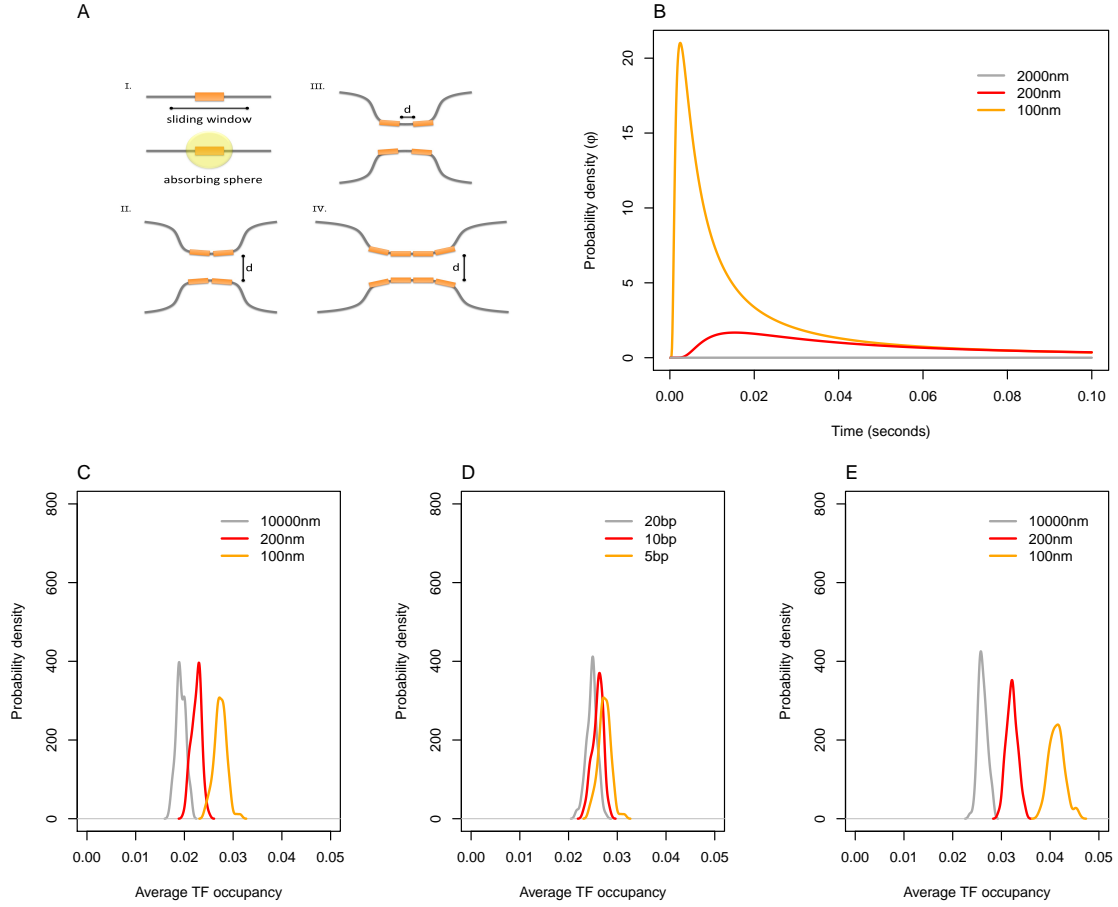 A
I.
sliding window
absorbing sphere
II.
d
III.
d
IV.
d
B
Probability density (φ)
20
15
10
5
0
2000nm
200nm
100nm
0.00 0.02 0.04 0.06 0.08 0.10
Time (seconds)
C
Probability density
800
600
400
200
0
10000nm
200nm
100nm
0.00 0.01 0.02 0.03 0.04 0.05
Average TF occupancy
D
Probability density
800
600
400
200
0
20bp
10bp
5bp
0.00 0.01 0.02 0.03 0.04 0.05
Average TF occupancy
E
Probability density
800
600
400
200
0
10000nm
200nm
100nm
0.00 0.01 0.02 0.03 0.04 0.05
Average TF occupancy